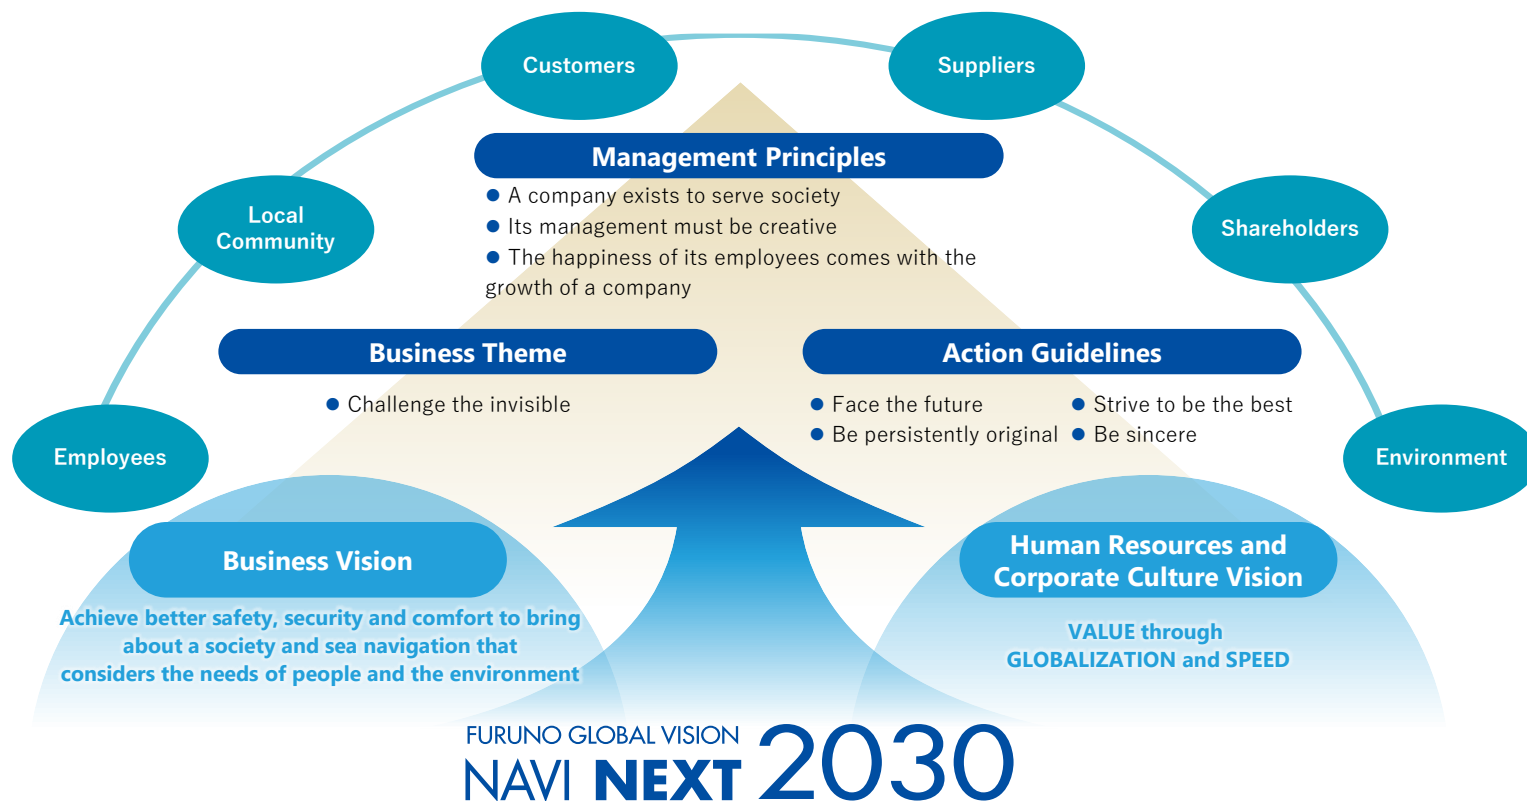 Customers
Suppliers
Management Principles
● A company exists to serve society
● Its management must be creative
● The happiness of its employees comes with the
growth of a company
Local
Community
Shareholders
Business Theme
● Challenge the invisible
Action Guidelines
● Face the future
● Strive to be the best
● Be persistently original
● Be sincere
Employees
Environment
Business Vision
Achieve better safety, security and comfort to bring
about a society and sea navigation that
considers the needs of people and the environment
Human Resources and
Corporate Culture Vision
VALUE through
GLOBALIZATION and SPEED
FURUNO GLOBAL VISION
NAVI NEXT 2030